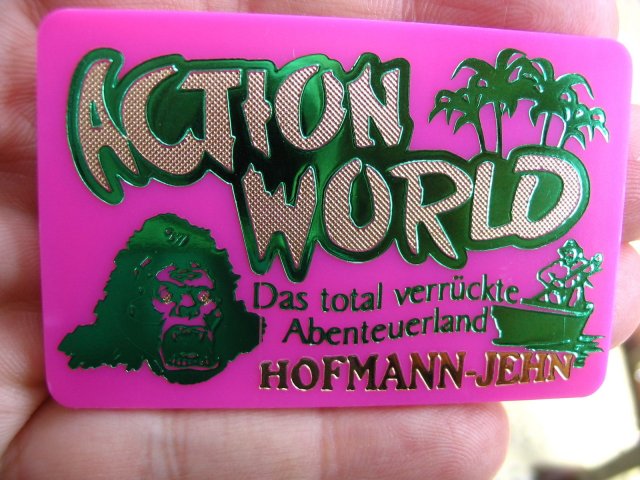 ACTION
WORLD
Das total verrückte
Abenteuerland
HOFMANN-JEHN